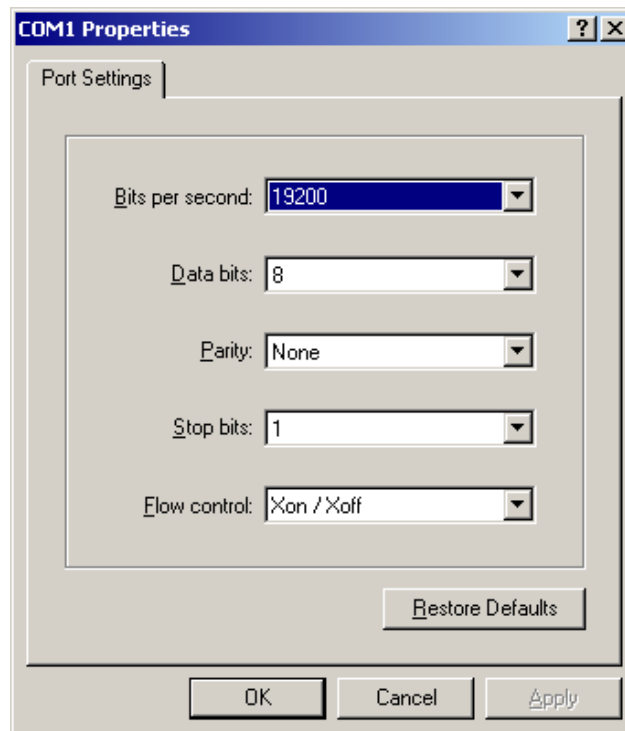 COM1 Properties
Port Settings
Bits per second: 19200
Data bits: 8
Parity: None
Stop bits: 1
Flow control: Xon / Xoff
Restore Defaults
OK Cancel Apply